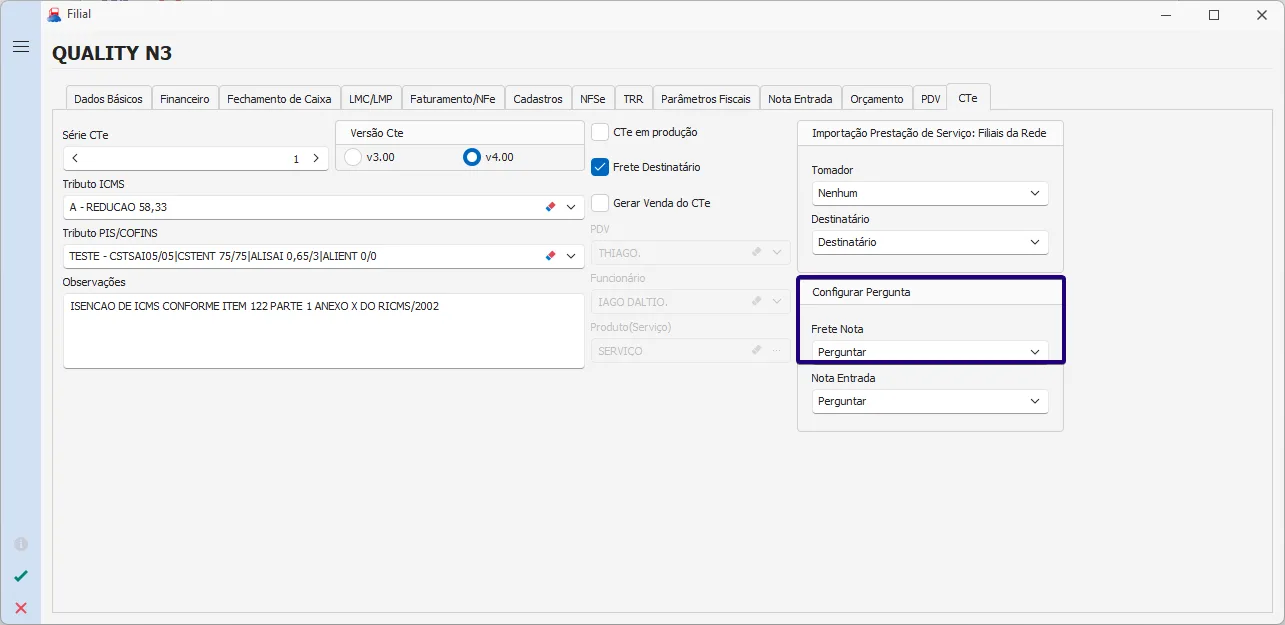 Filial
QUALITY N3
Dados Básicos
Financeiro
Fechamento de Caixa
LMC/LMP
Faturamento/NFe
Cadastros
NFSe
TRR
Parâmetros Fiscais
Nota Entrada
Orçamento
PDV
CTe
Série CTe
1
Versão Cte
v3.00
v4.00
Tributo ICMS
A - REDUCAO 58,33
Tributo PIS/COFINS
TESTE - CSTSAI05/05|CSTENT 75/75|ALISAI 0,65/3|ALIENT 0/0
Observações
ISENCAO DE ICMS CONFORME ITEM 122 PARTE 1 ANEXO X DO RICMS/2002
CTe em produção
Frete Destinatário
Gerar Venda do CTe
PDV
THIAGO.
Funcionário
IAGO DALTIO.
Produto(Serviço)
SERVIÇO
Importação Prestação de Serviço: Filiais da Rede
Tomador
Nenhum
Destinatário
Destinatário
Configurar Pergunta
Frete Nota
Perguntar
Nota Entrada
Perguntar